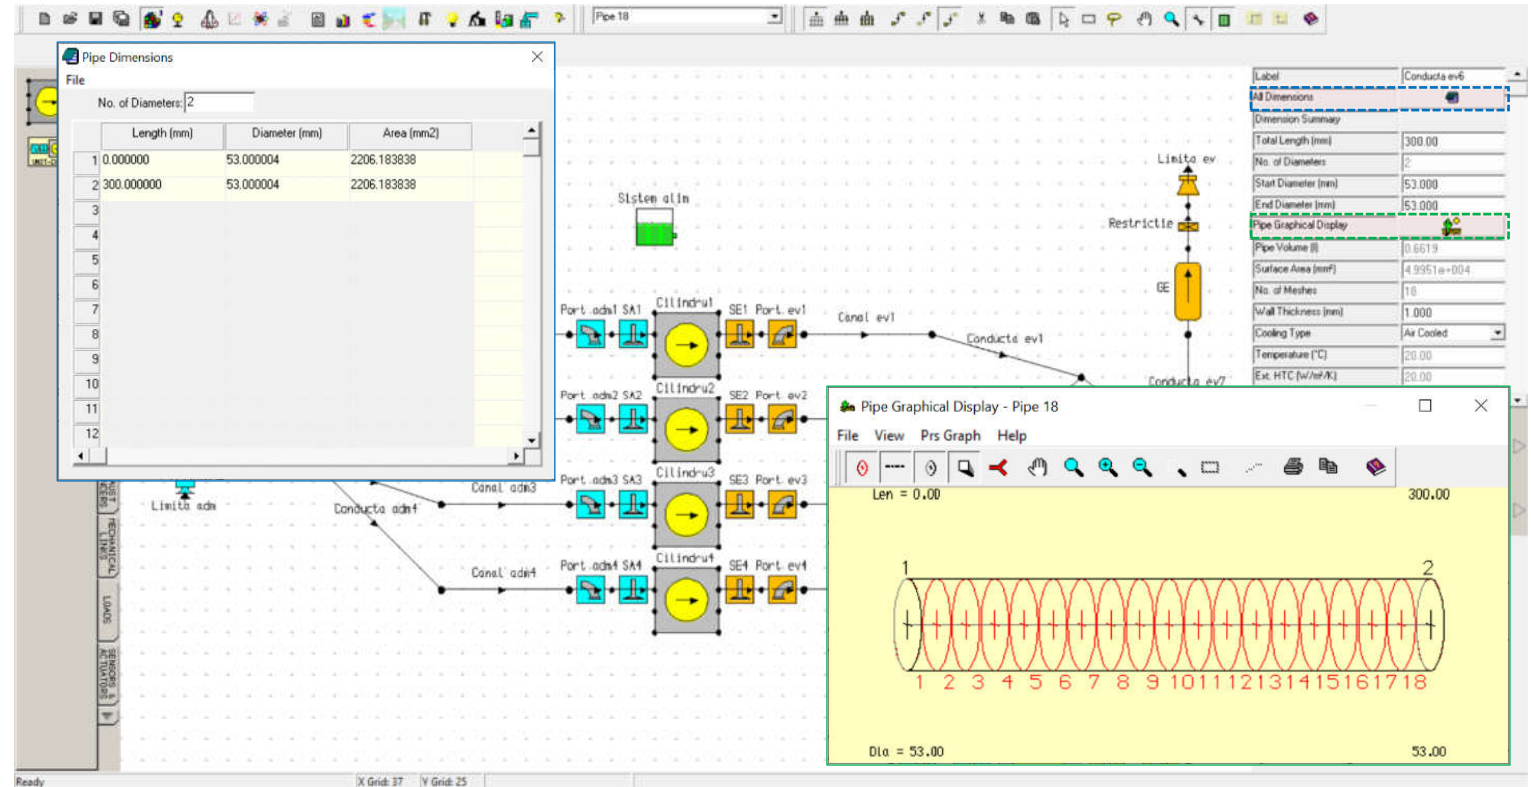 Pipe 18
Pipe Dimensions
File
No. of Diameters: 2
Length (mm) Diameter (mm) Area (mm2)
1 0.000000 53.000004 2206.183838
2 300.000000 53.000004 2206.183838
3
4
5
6
7
8
9
10
11
12
Label Conducta ev6
All Dimensions
Dimension Summary
Total Length (mm) 300.00
No. of Diameters 2
Start Diameter (mm) 53.000
End Diameter (mm) 53.000
Pipe Graphical Display
Pipe Volume (l) 0.6619
Surface Area (mm²) 4.9951e+004
No. of Meshes 18
Wall Thickness (mm) 1.000
Cooling Type Air Cooled
Temperature (°C) 20.00
Ext. HTC (W/m²/K) 20.00
Limita ev
Sistem alim
Restrictie
GE
Port.adm1 SA1 Cilindru1 SE1 Port.ev1
Canal ev1
Conducta ev1
Conducta ev7
Port.adm2 SA2 Cilindru2 SE2 Port.ev2
Port.adm3 SA3 Cilindru3 SE3 Port.ev3
Canal adm3
Limita adm
Conducta adm4
Port.adm4 SA4 Cilindru4 SE4 Port.ev4
Canal adm4
MECHANICAL LINKS
LOADS
SENSORS & ACTUATORS
Pipe Graphical Display - Pipe 18
File View Prs Graph Help
Len = 0.00 300.00
1 2
1 2 3 4 5 6 7 8 9 10 11 12 13 14 15 16 17 18
Dia = 53.00 53.00
Ready X Grid: 37 Y Grid: 25